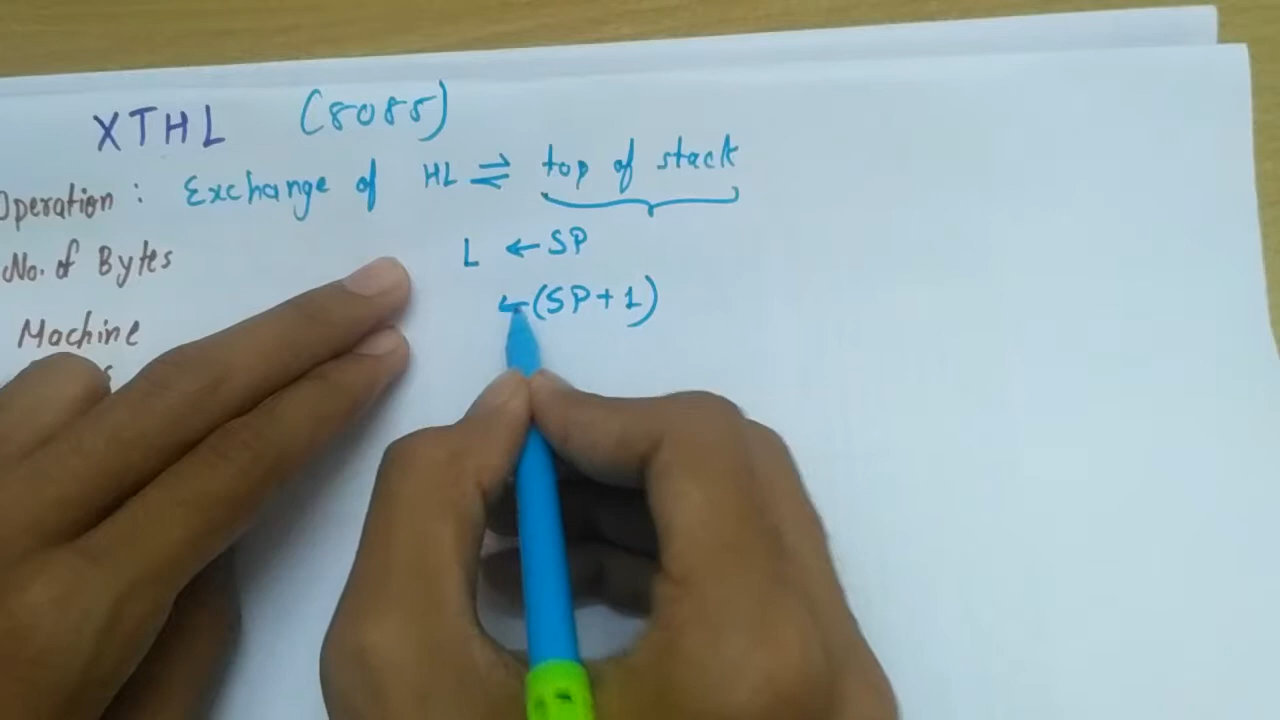 XTHL (8085)
Operation : Exchange of HL ⇌ top of stack
L ← SP
No. of Bytes
← (SP+1)
Machine